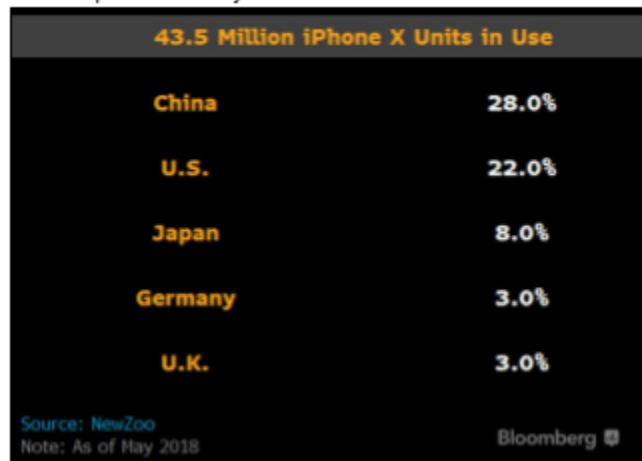 43.5 Million iPhone X Units in Use
China 28.0%
U.S. 22.0%
Japan 8.0%
Germany 3.0%
U.K. 3.0%
Source: NewZoo
Note: As of May 2018
Bloomberg